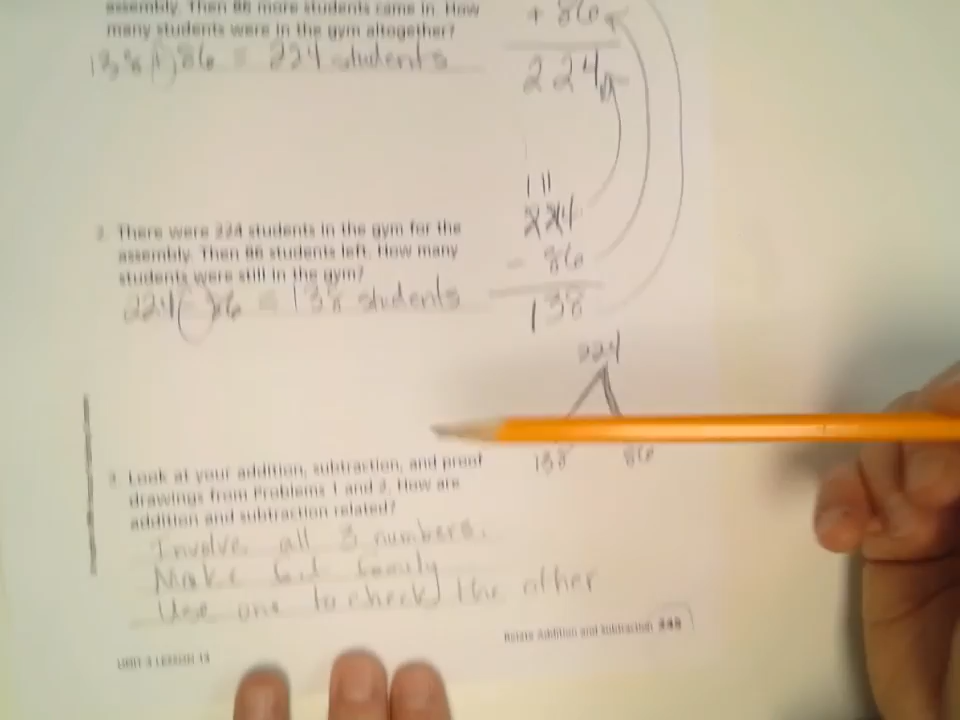 assembly. Then 86 more students came in. How
many students were in the gym altogether?
138 (+) 86 = 224 students
+ 86
224
2. There were 224 students in the gym for the
assembly. Then 86 students left. How many
students were still in the gym?
224 (-) 86 = 138 students
11
224
- 86
138
224
138 86
3. Look at your addition, subtraction, and proof
drawings from Problems 1 and 2. How are
addition and subtraction related?
Involve all 3 numbers.
Make family
Use one to check the other
UNIT 3 LESSON 13
Relate Addition and Subtraction